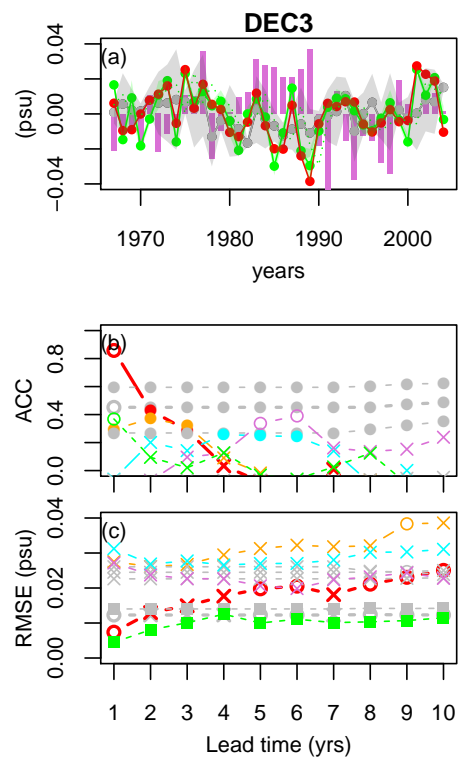 DEC3
(a)
0.04
0.00
−0.04
(psu)
1970 1980 1990 2000
years
(b)
0.8
0.4
0.0
ACC
(c)
0.04
0.02
0.00
RMSE (psu)
1 2 3 4 5 6 7 8 9 10
Lead time (yrs)